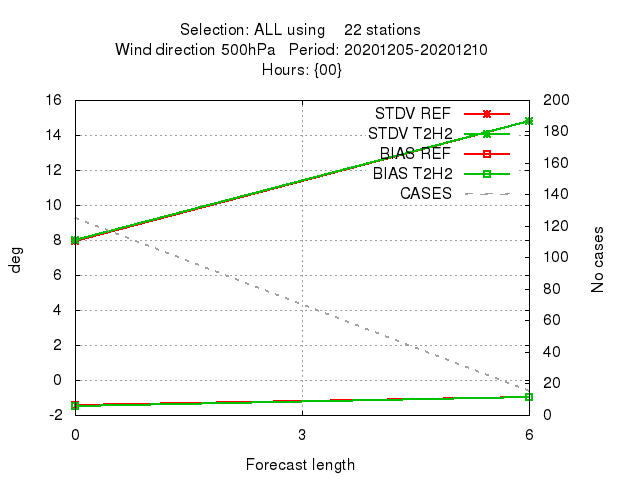 Selection: ALL using    22 stations
Wind direction 500hPa   Period: 20201205-20201210
Hours: {00}
16
14
12
10
8
6
4
2
0
-2
deg
200
180
160
140
120
100
80
60
40
20
0
No cases
STDV REF
STDV T2H2
BIAS REF
BIAS T2H2
CASES
0 3 6
Forecast length